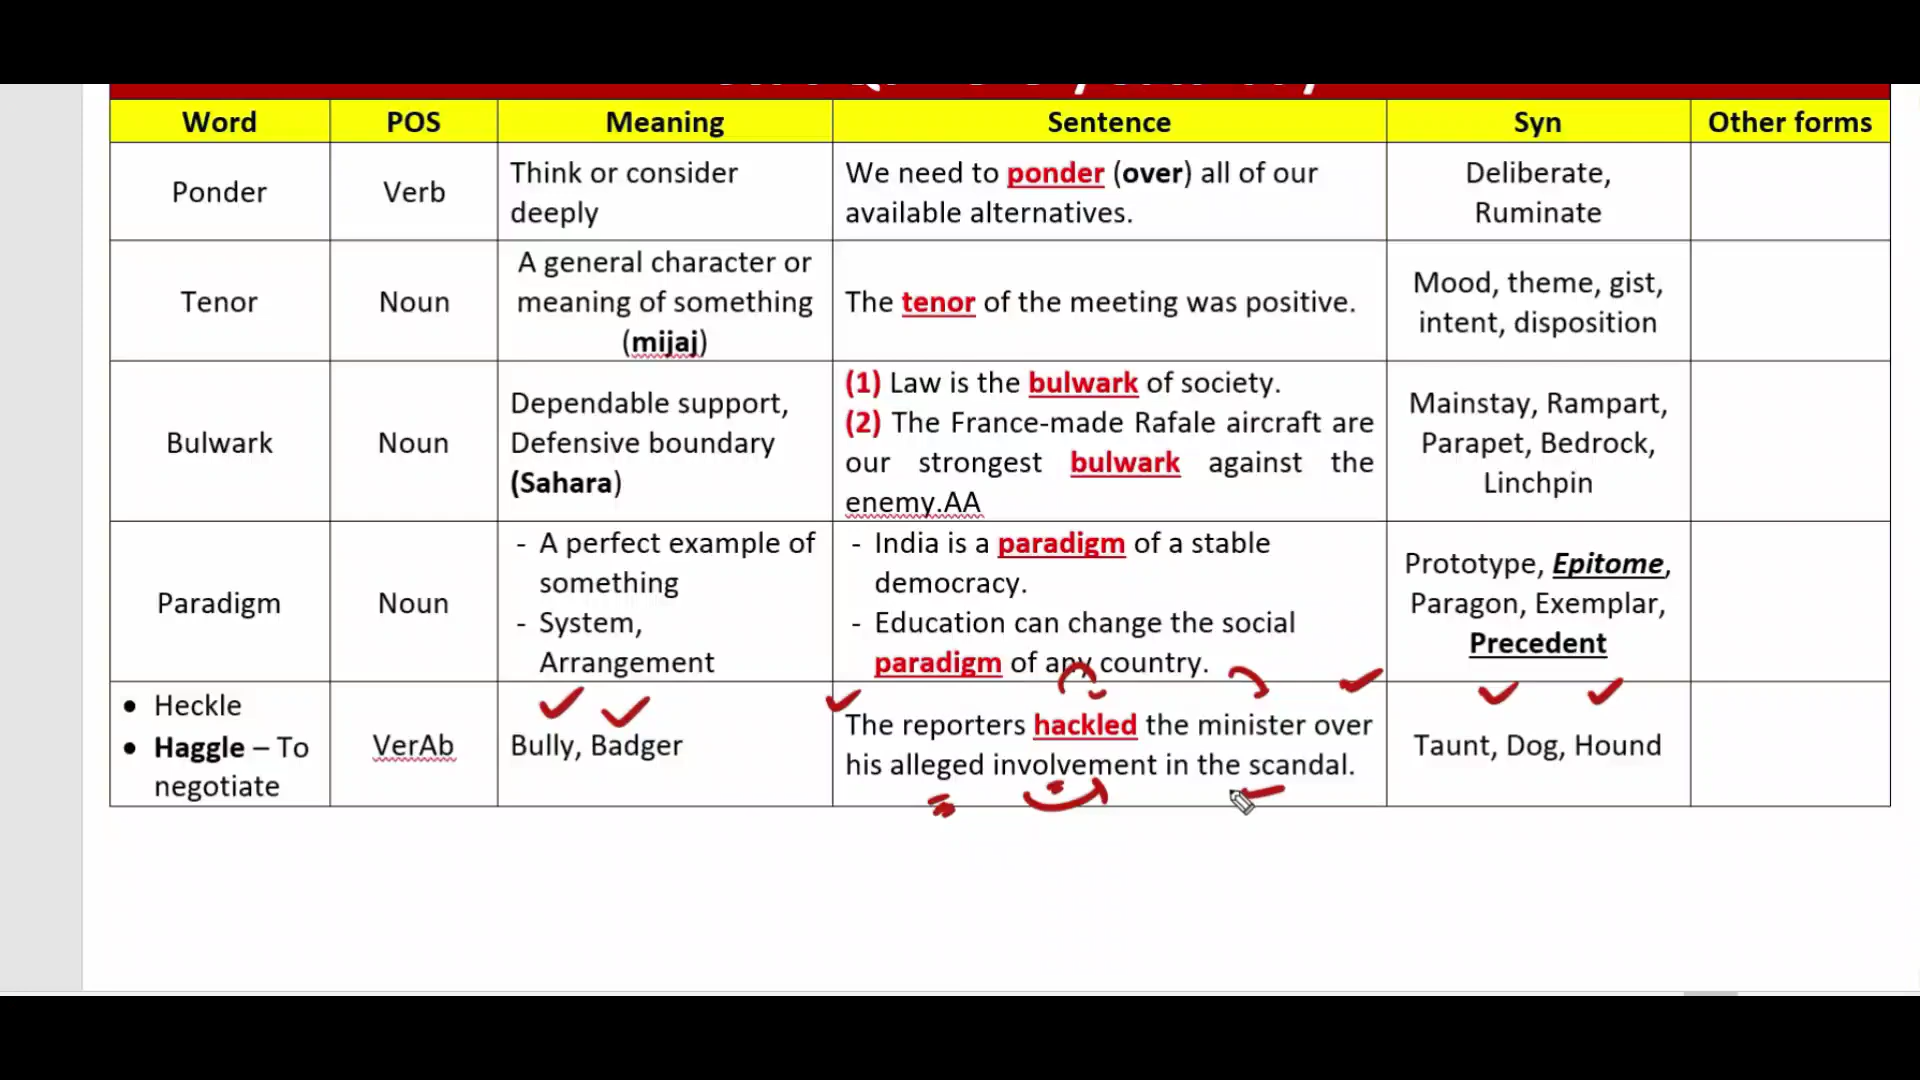 Word POS Meaning Sentence Syn Other forms
Ponder
Verb
Think or consider
deeply
We need to ponder (over) all of our
available alternatives.
Deliberate,
Ruminate
Tenor
Noun
A general character or
meaning of something
(mijaj)
The tenor of the meeting was positive.
Mood, theme, gist,
intent, disposition
Bulwark
Noun
Dependable support,
Defensive boundary
(Sahara)
(1) Law is the bulwark of society.
(2) The France-made Rafale aircraft are
our strongest bulwark against the
enemy.AA
Mainstay, Rampart,
Parapet, Bedrock,
Linchpin
Paradigm
Noun
- A perfect example of
something
- System,
Arrangement
- India is a paradigm of a stable
democracy.
- Education can change the social
paradigm of any country.
Prototype, Epitome,
Paragon, Exemplar,
Precedent
• Heckle
• Haggle – To
negotiate
VerAb
Bully, Badger
The reporters hackled the minister over
his alleged involvement in the scandal.
Taunt, Dog, Hound